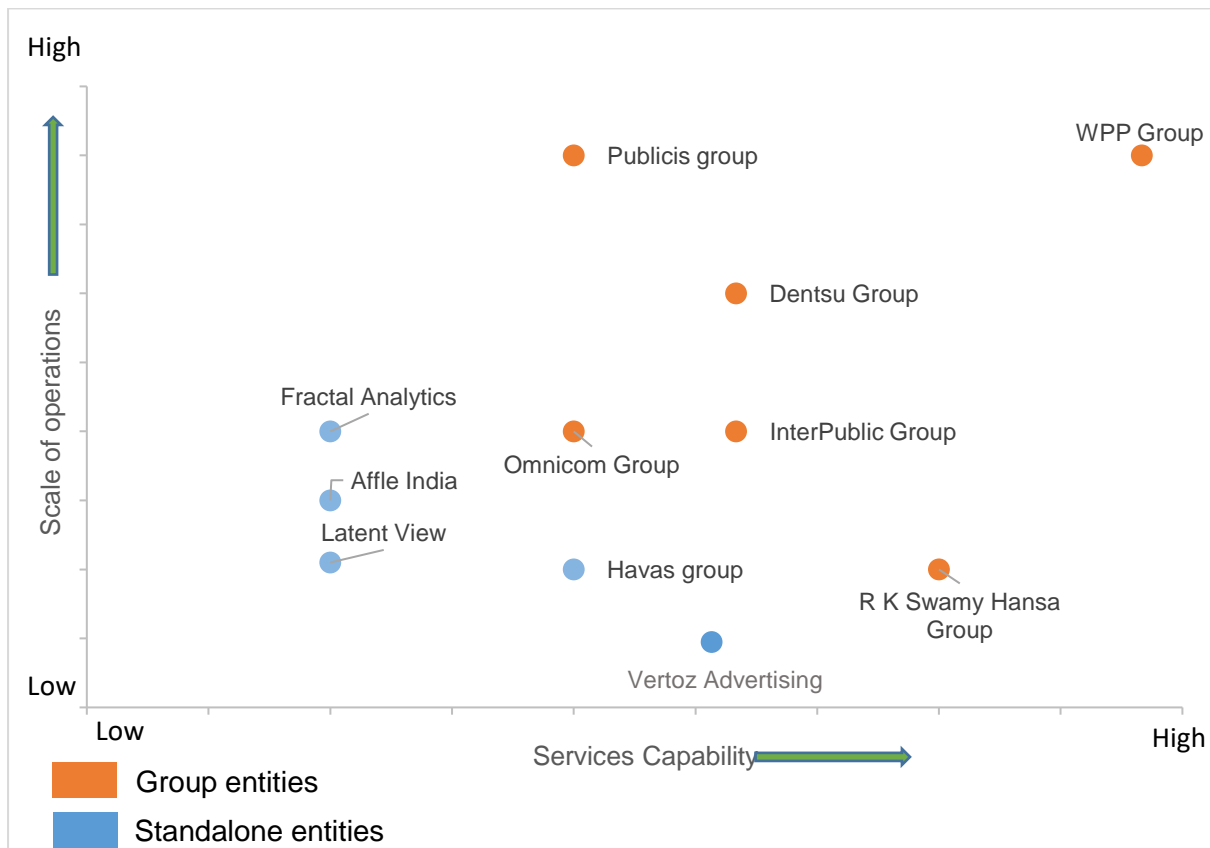 High
WPP Group
Publicis group
Dentsu Group
Fractal Analytics
InterPublic Group
Omnicom Group
Affle India
Latent View
Havas group
R K Swamy Hansa
Group
Vertoz Advertising
Scale of operations
Low
Low
High
Services Capability
Group entities
Standalone entities